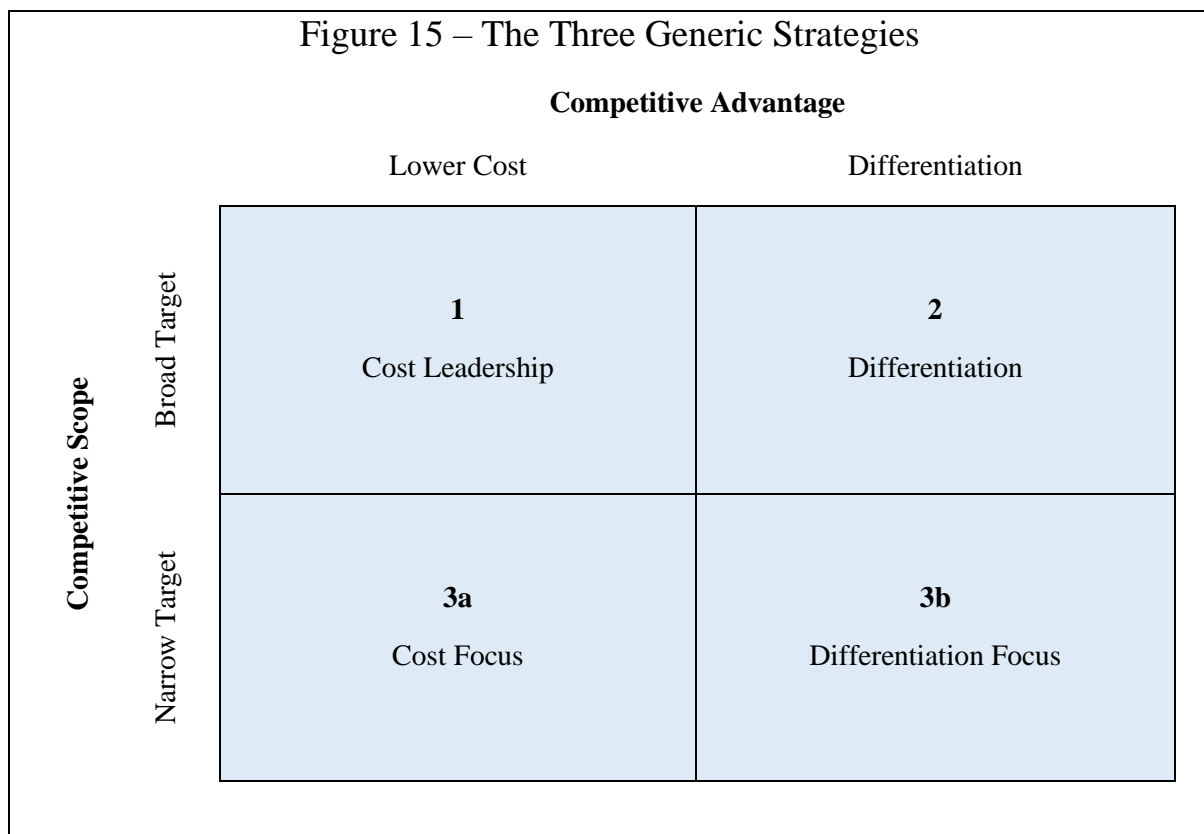 Figure 15 – The Three Generic Strategies
Competitive Advantage
Lower Cost
Differentiation
Competitive Scope
Broad Target
1
Cost Leadership
2
Differentiation
Narrow Target
3a
Cost Focus
3b
Differentiation Focus